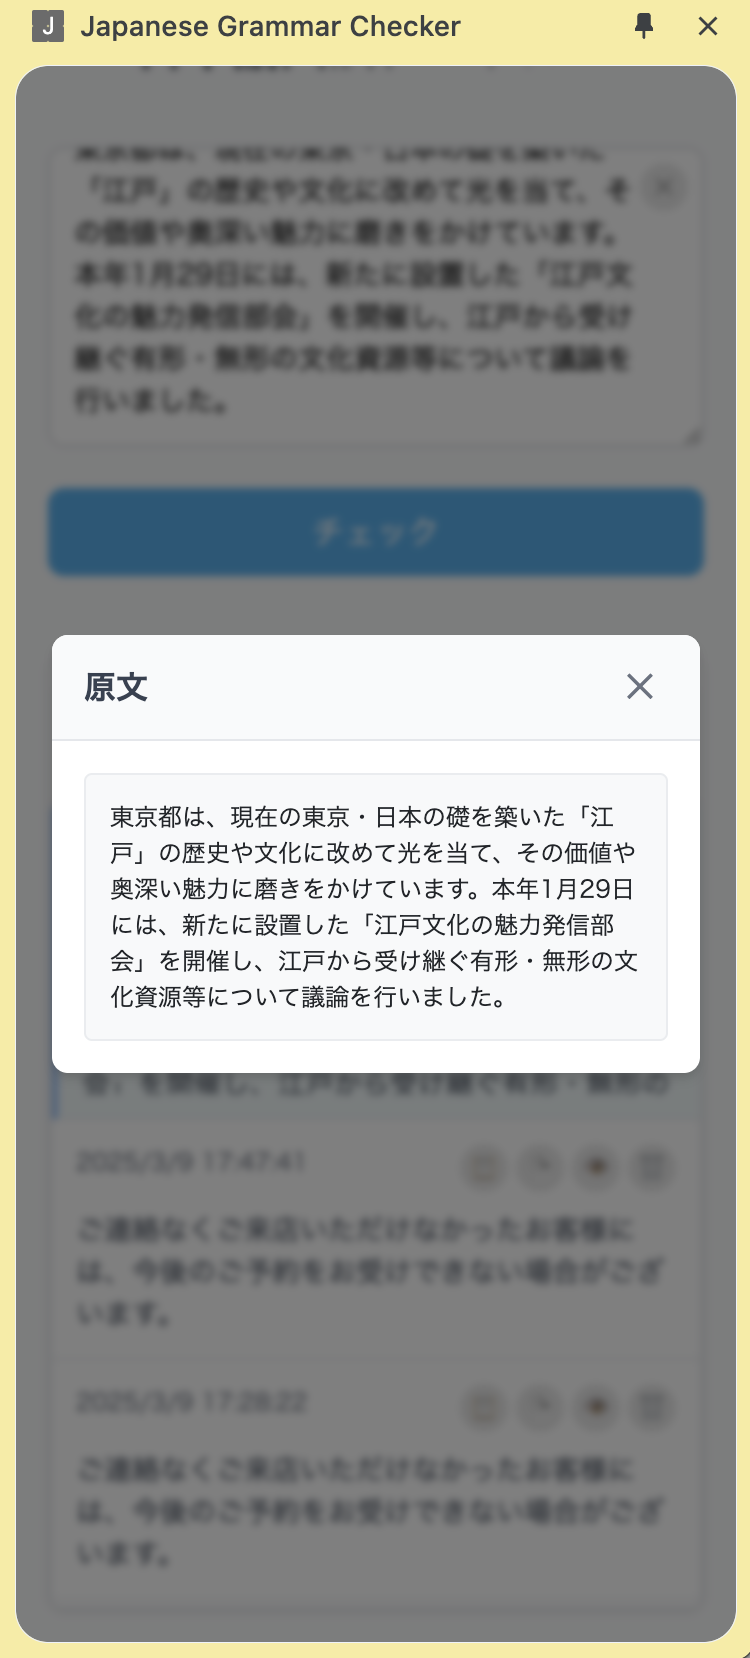 Japanese Grammar Checker
「江戸」の歴史や文化に改めて光を当て、そ
の価値や奥深い魅力に磨きをかけています。
本年1月29日には、新たに設置した「江戸文
化の魅力発信部会」を開催し、江戸から受け
継ぐ有形・無形の文化資源等について議論を
行いました。
チェック
原文
東京都は、現在の東京・日本の礎を築いた「江
戸」の歴史や文化に改めて光を当て、その価値や
奥深い魅力に磨きをかけています。本年1月29日
には、新たに設置した「江戸文化の魅力発信部
会」を開催し、江戸から受け継ぐ有形・無形の文
化資源等について議論を行いました。
会」を開催し、江戸から受け継ぐ有形・無形の
2025/3/9 17:47:41
ご連絡なくご来店いただけなかったお客様に
は、今後のご予約をお受けできない場合がござ
います。
2025/3/9 17:28:22
ご連絡なくご来店いただけなかったお客様に
は、今後のご予約をお受けできない場合がござ
います。